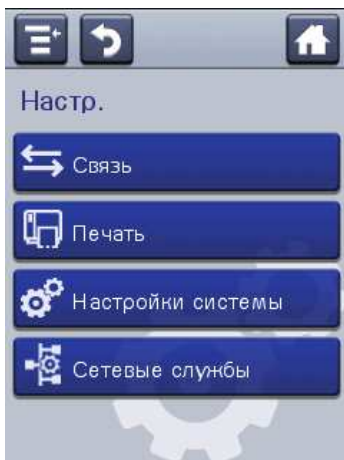 Настр.
Связь
Печать
Настройки системы
Сетевые службы